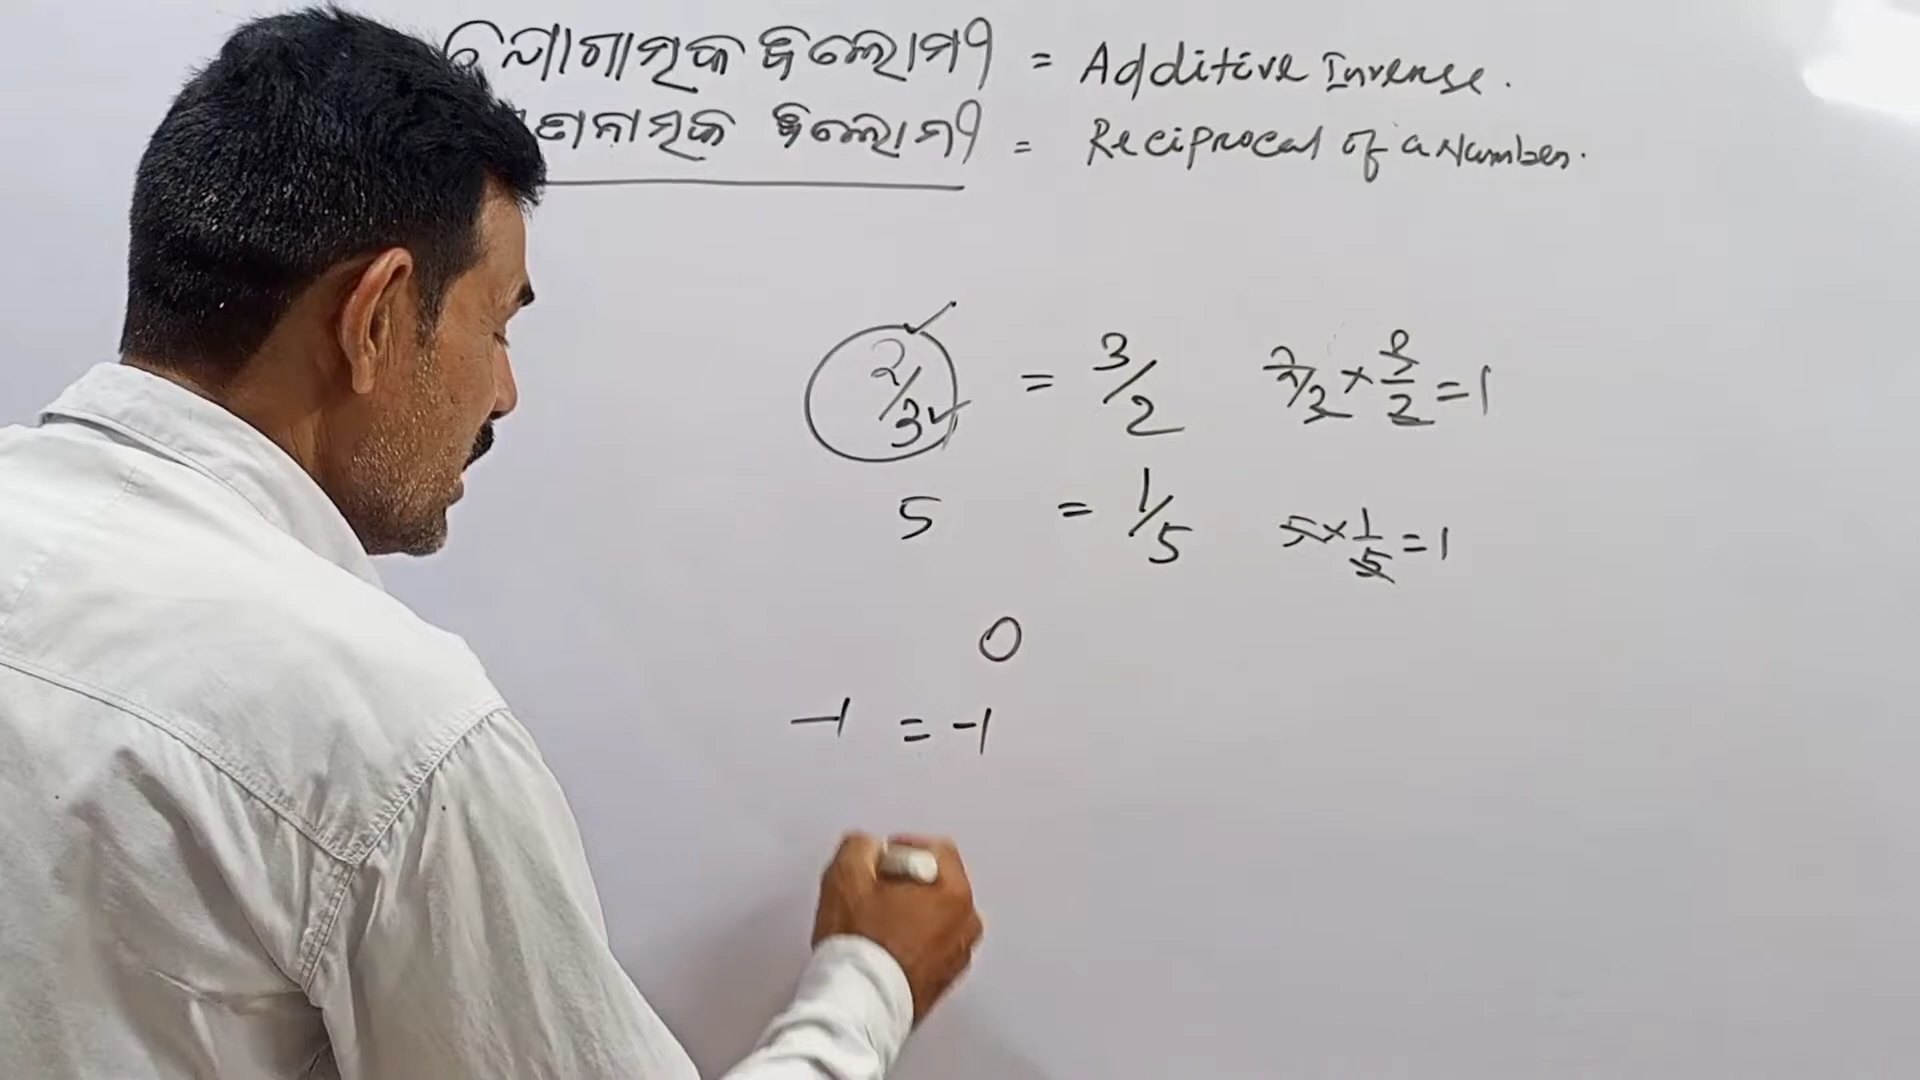 ଯୋଗାତ୍ମକ ବିଲୋମୀ = Additive Inverse.
ବିଲୋମୀ = Reciprocal of a Number.
2/3 = 3/2 2/3 × 3/2 = 1
5 = 1/5 5 × 1/5 = 1
0
-1 = -1